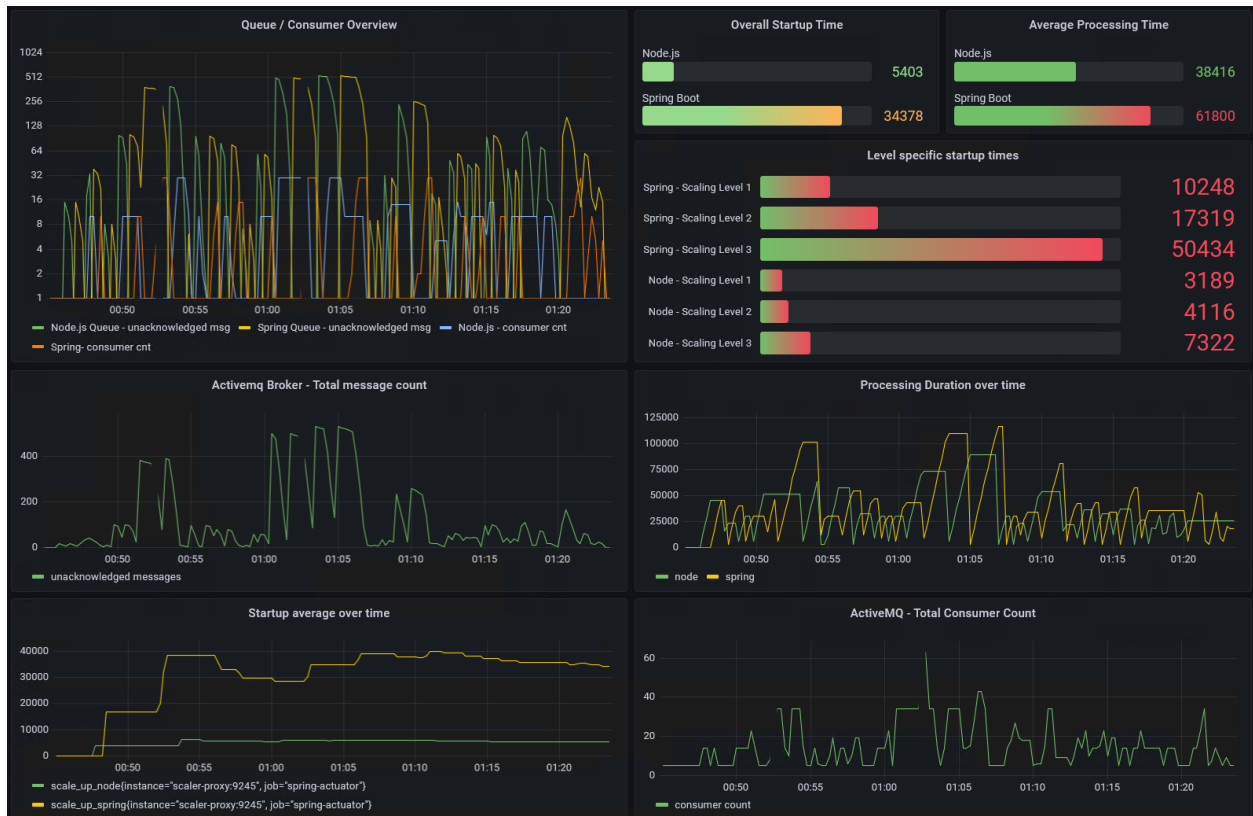 Queue / Consumer Overview
1024
512
256
128
64
32
16
8
4
2
1
00:50 00:55 01:00 01:05 01:10 01:15 01:20
Node.js Queue - unacknowledged msg Spring Queue - unacknowledged msg Node.js - consumer cnt
Spring- consumer cnt
Overall Startup Time
Node.js
5403
Spring Boot
34378
Average Processing Time
Node.js
38416
Spring Boot
61800
Level specific startup times
Spring - Scaling Level 1 10248
Spring - Scaling Level 2 17319
Spring - Scaling Level 3 50434
Node - Scaling Level 1 3189
Node - Scaling Level 2 4116
Node - Scaling Level 3 7322
Activemq Broker - Total message count
400
200
0
00:50 00:55 01:00 01:05 01:10 01:15 01:20
unacknowledged messages
Processing Duration over time
125000
100000
75000
50000
25000
0
00:50 00:55 01:00 01:05 01:10 01:15 01:20
node spring
Startup average over time
40000
30000
20000
10000
0
00:50 00:55 01:00 01:05 01:10 01:15 01:20
scale_up_node{instance="scaler-proxy:9245", job="spring-actuator"}
scale_up_spring{instance="scaler-proxy:9245", job="spring-actuator"}
ActiveMQ - Total Consumer Count
60
40
20
0
00:50 00:55 01:00 01:05 01:10 01:15 01:20
consumer count